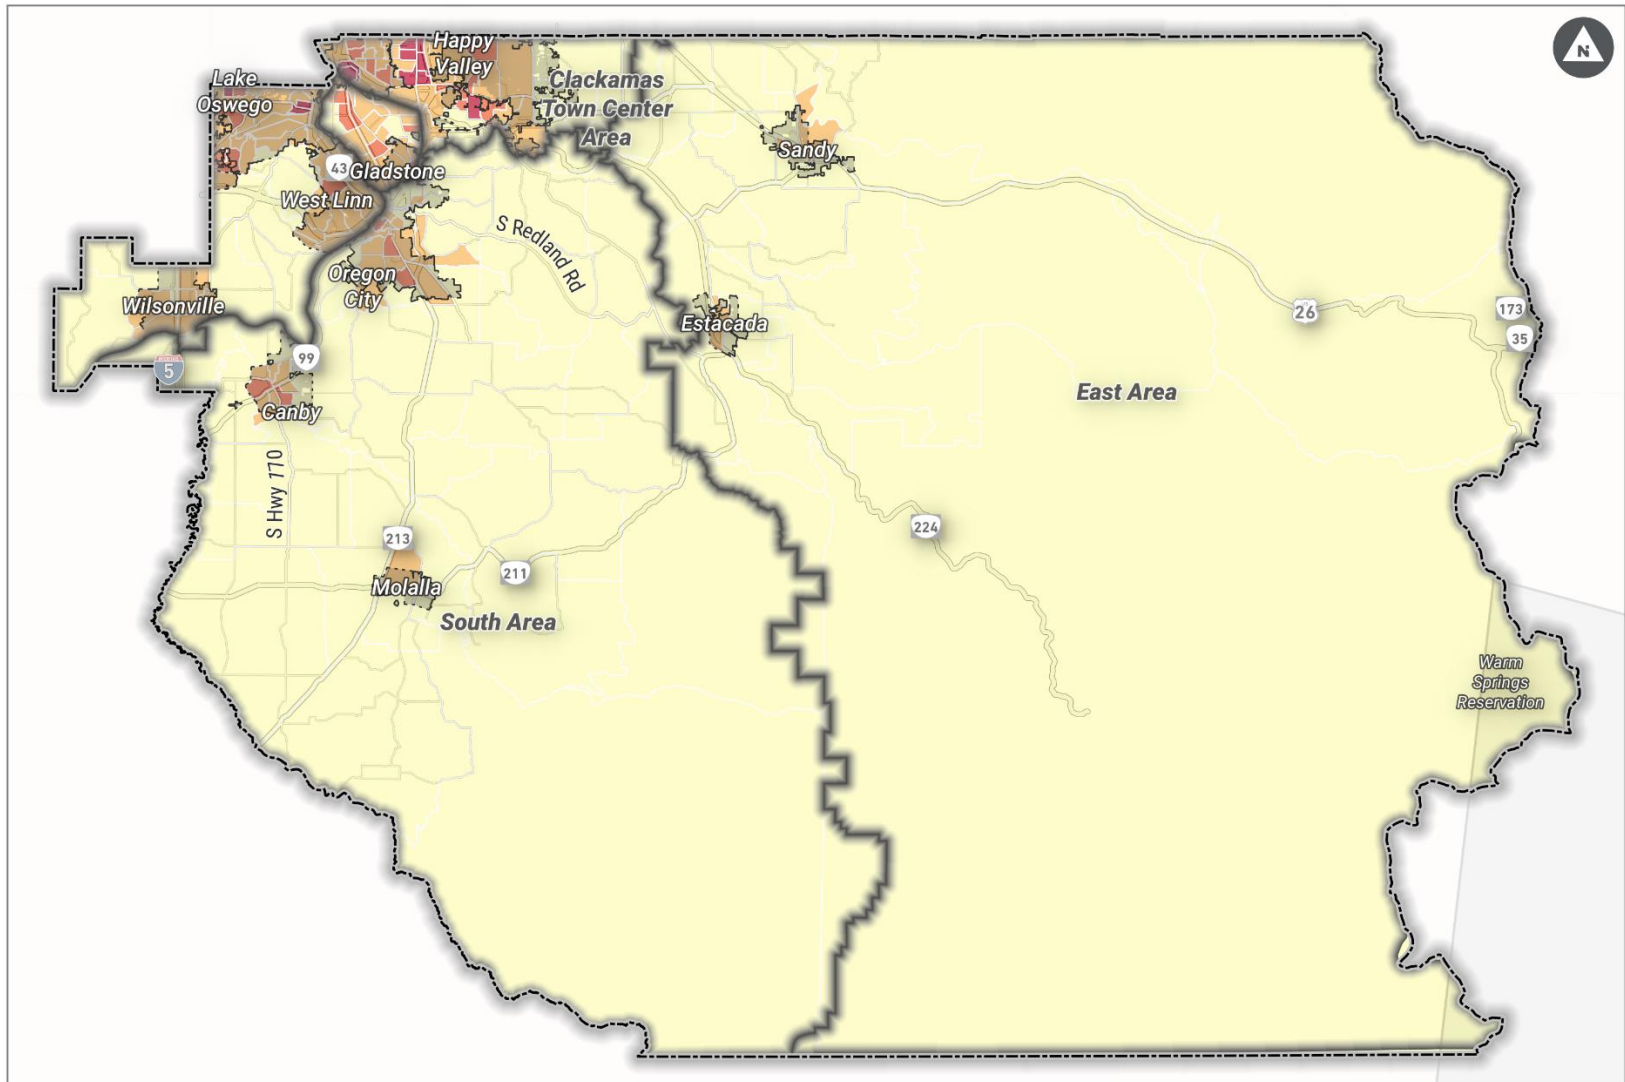 N
Happy
Valley
Lake
Oswego
Clackamas
Town Center
Area
Sandy
43
Gladstone
West Linn
S Redland Rd
Oregon
City
Wilsonville
Estacada
26
173
35
99
5
East Area
Canby
S Hwy 170
213
224
211
Molalla
South Area
Warm
Springs
Reservation